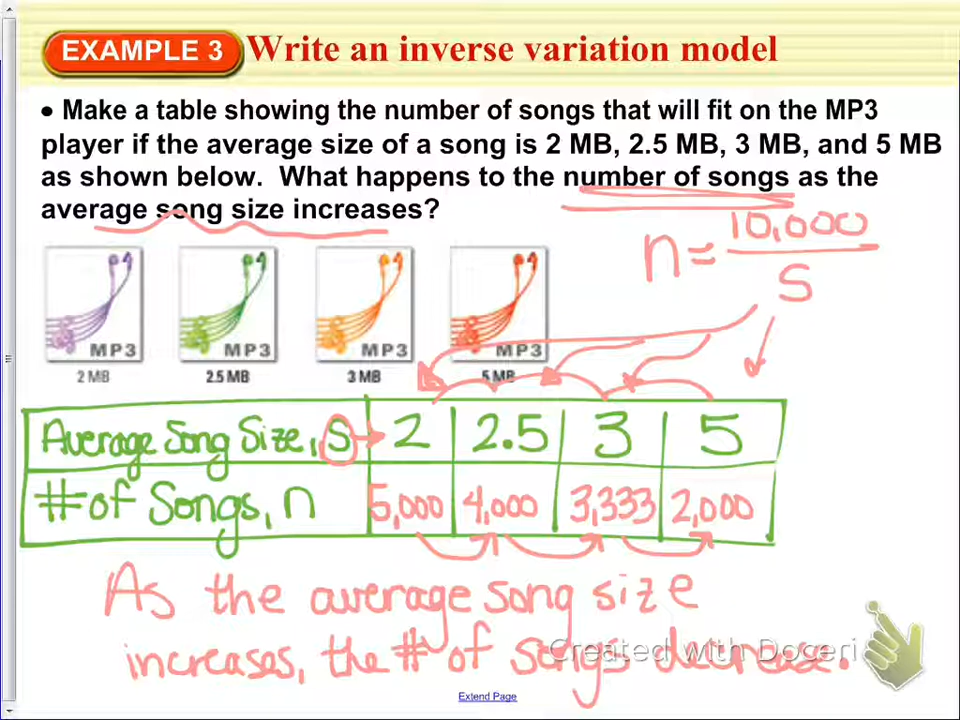 EXAMPLE 3 Write an inverse variation model
• Make a table showing the number of songs that will fit on the MP3
player if the average size of a song is 2 MB, 2.5 MB, 3 MB, and 5 MB
as shown below. What happens to the number of songs as the
average song size increases?
n = 10,000 / s
MP3 MP3 MP3 MP3
2 MB 2.5 MB 3 MB 5 MB
Average Song Size, s 2 2.5 3 5
# of Songs, n 5,000 4,000 3,333 2,000
As the average song size
increases, the # of songs decrease.
Created with Doceri
Extend Page